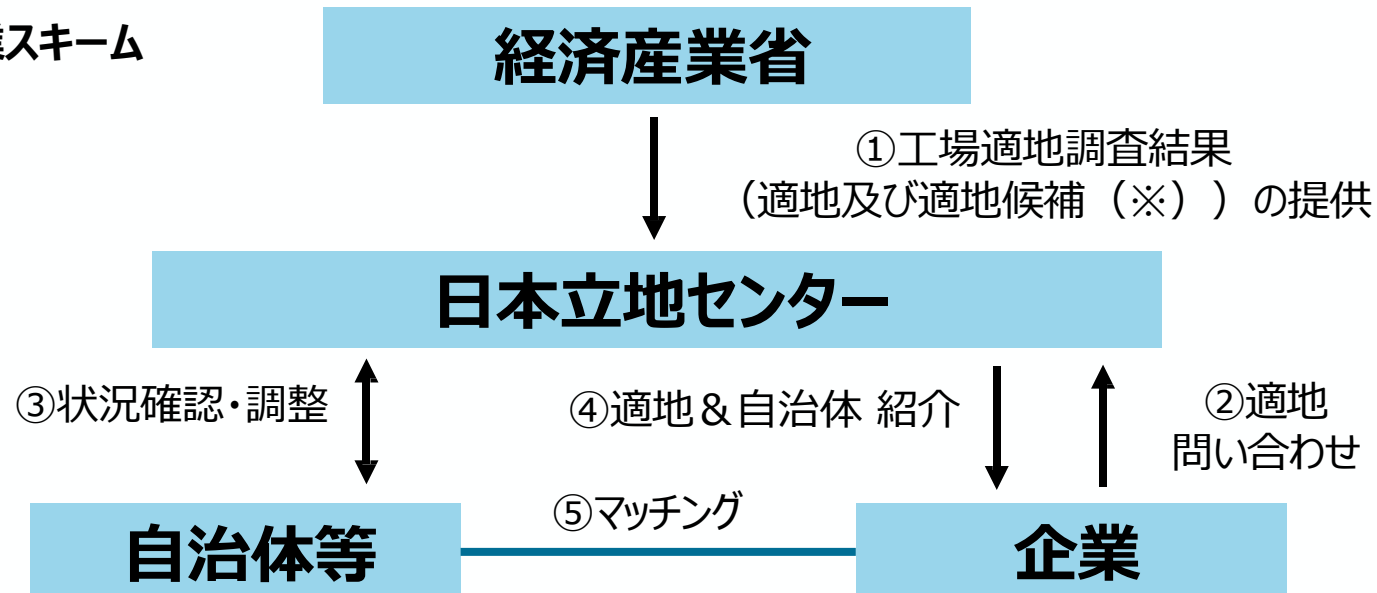 業スキーム
経済産業省
①工場適地調査結果
（適地及び適地候補（※））の提供
日本立地センター
③状況確認・調整
④適地＆自治体 紹介
②適地
問い合わせ
⑤マッチング
自治体等
企業